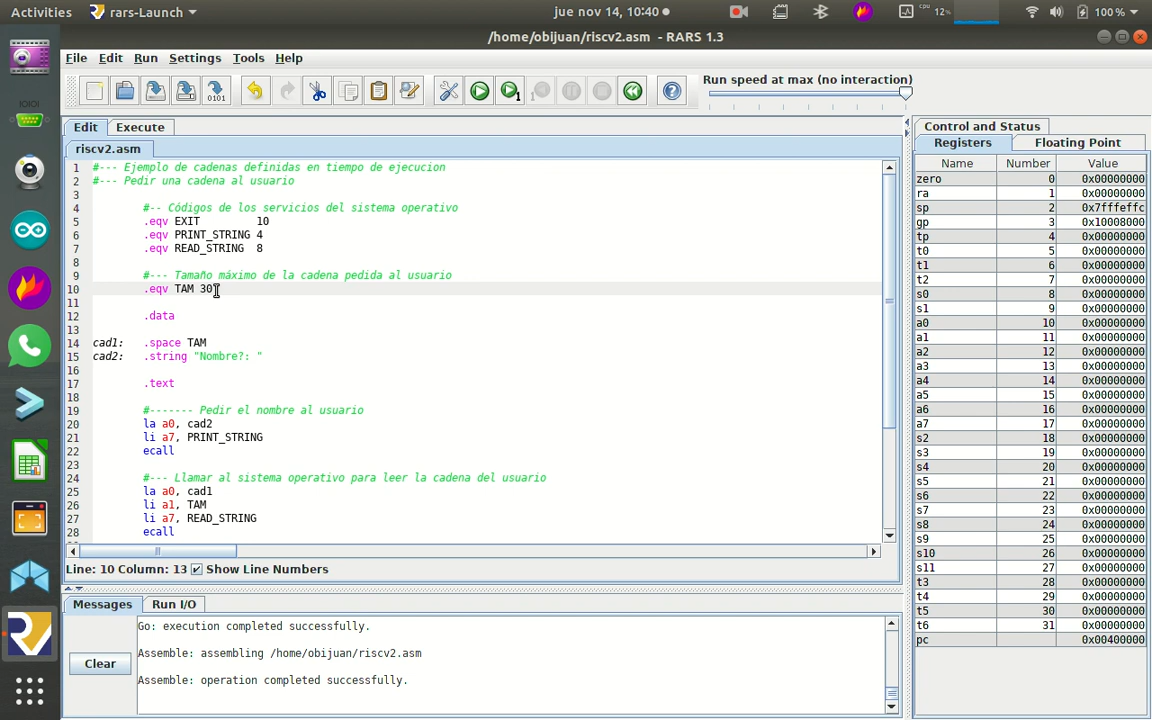 Activities rars-Launch jue nov 14, 10:40 cpu 12% 100 %
/home/obijuan/riscv2.asm - RARS 1.3
File Edit Run Settings Tools Help
Run speed at max (no interaction)
Edit Execute
riscv2.asm
1 #--- Ejemplo de cadenas definidas en tiempo de ejecucion
2 #--- Pedir una cadena al usuario
3
4 #-- Códigos de los servicios del sistema operativo
5 .eqv EXIT 10
6 .eqv PRINT_STRING 4
7 .eqv READ_STRING 8
8
9 #--- Tamaño máximo de la cadena pedida al usuario
10 .eqv TAM 30
11
12 .data
13
14 cad1: .space TAM
15 cad2: .string "Nombre?: "
16
17 .text
18
19 #------- Pedir el nombre al usuario
20 la a0, cad2
21 li a7, PRINT_STRING
22 ecall
23
24 #--- Llamar al sistema operativo para leer la cadena del usuario
25 la a0, cad1
26 li a1, TAM
27 li a7, READ_STRING
28 ecall
Line: 10 Column: 13 Show Line Numbers
Messages Run I/O
Clear
Go: execution completed successfully.
Assemble: assembling /home/obijuan/riscv2.asm
Assemble: operation completed successfully.
Control and Status
Registers Floating Point
Name Number Value
zero 0 0x00000000
ra 1 0x00000000
sp 2 0x7fffeffc
gp 3 0x10008000
tp 4 0x00000000
t0 5 0x00000000
t1 6 0x00000000
t2 7 0x00000000
s0 8 0x00000000
s1 9 0x00000000
a0 10 0x00000000
a1 11 0x00000000
a2 12 0x00000000
a3 13 0x00000000
a4 14 0x00000000
a5 15 0x00000000
a6 16 0x00000000
a7 17 0x00000000
s2 18 0x00000000
s3 19 0x00000000
s4 20 0x00000000
s5 21 0x00000000
s6 22 0x00000000
s7 23 0x00000000
s8 24 0x00000000
s9 25 0x00000000
s10 26 0x00000000
s11 27 0x00000000
t3 28 0x00000000
t4 29 0x00000000
t5 30 0x00000000
t6 31 0x00000000
pc 0x00400000